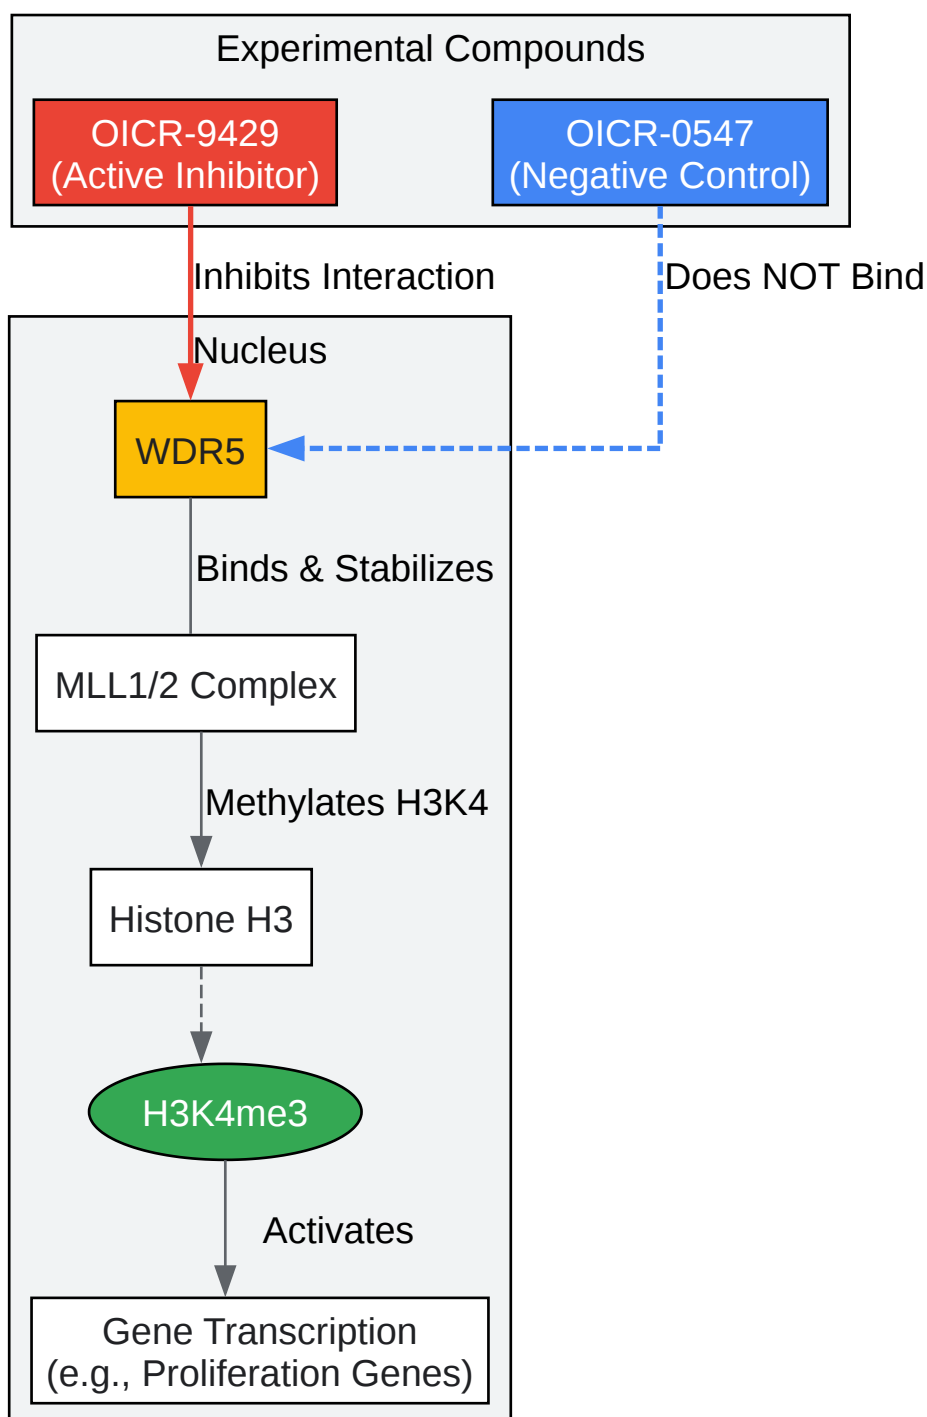 Experimental Compounds
OICR-9429
(Active Inhibitor)
OICR-0547
(Negative Control)
Inhibits Interaction
Does NOT Bind
Nucleus
WDR5
Binds & Stabilizes
MLL1/2 Complex
Methylates H3K4
Histone H3
H3K4me3
Activates
Gene Transcription
(e.g., Proliferation Genes)